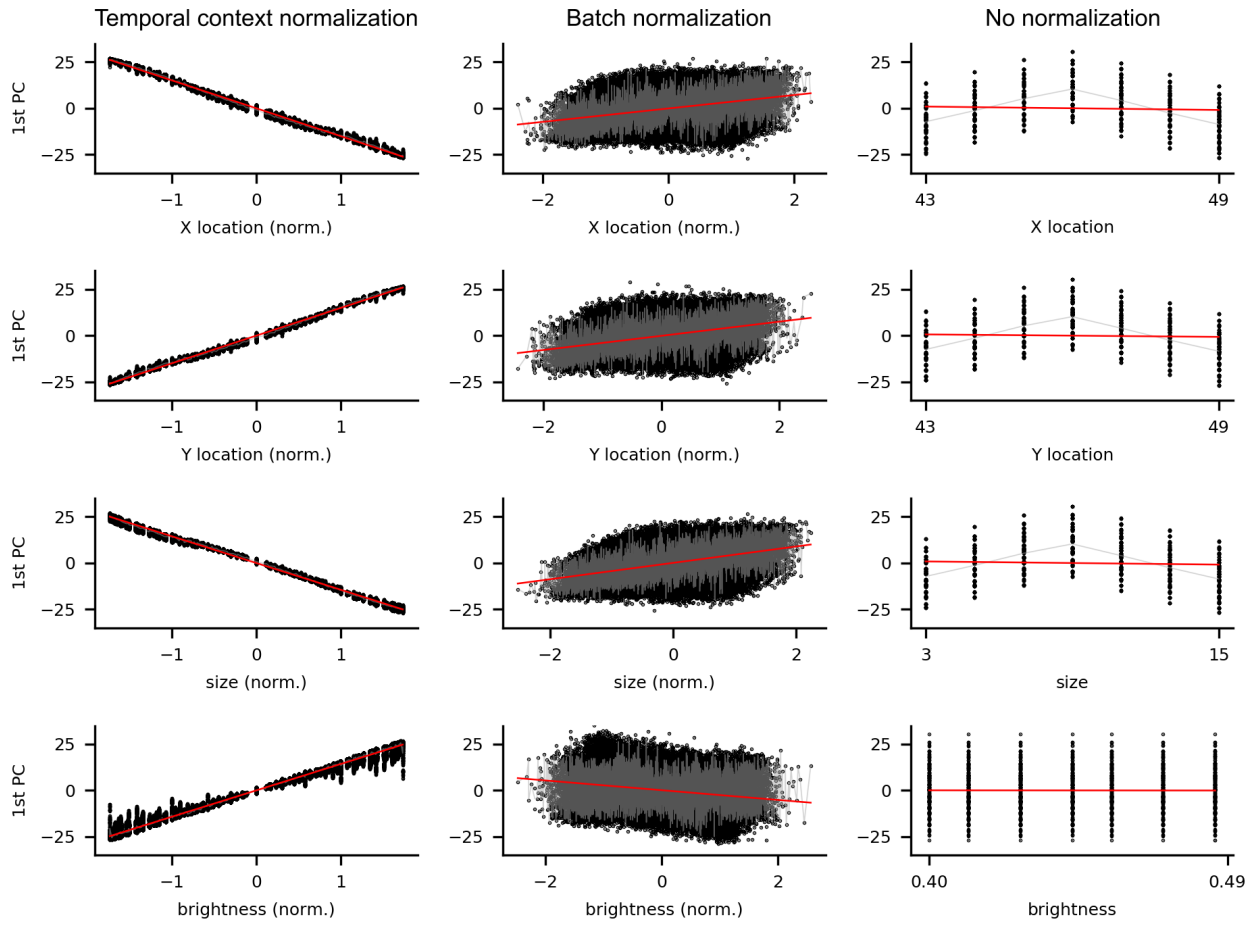 Temporal context normalization Batch normalization No normalization
1st PC
25
0
−25
−1 0 1
X location (norm.)
25
0
−25
−2 0 2
X location (norm.)
25
0
−25
43 49
X location
1st PC
25
0
−25
−1 0 1
Y location (norm.)
25
0
−25
−2 0 2
Y location (norm.)
25
0
−25
43 49
Y location
1st PC
25
0
−25
−1 0 1
size (norm.)
25
0
−25
−2 0 2
size (norm.)
25
0
−25
3 15
size
1st PC
25
0
−25
−1 0 1
brightness (norm.)
25
0
−25
−2 0 2
brightness (norm.)
25
0
−25
0.40 0.49
brightness